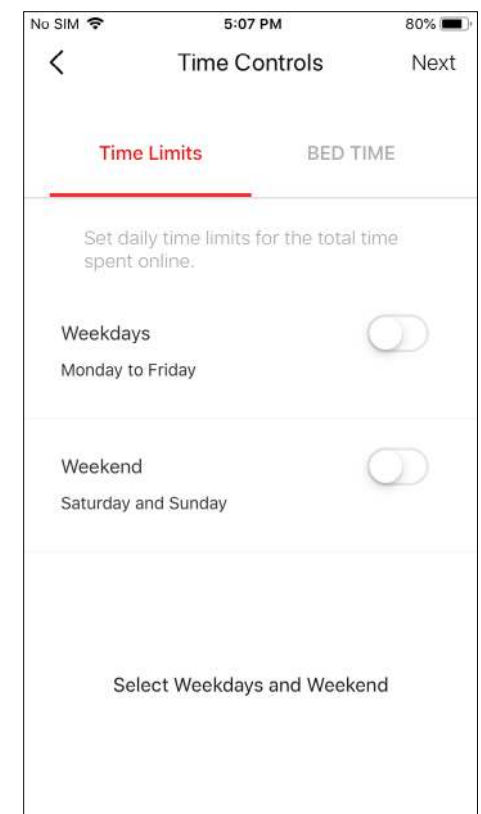 No SIM 5:07 PM 80%
Time Controls Next
Time Limits BED TIME
Set daily time limits for the total time
spent online.
Weekdays
Monday to Friday
Weekend
Saturday and Sunday
Select Weekdays and Weekend